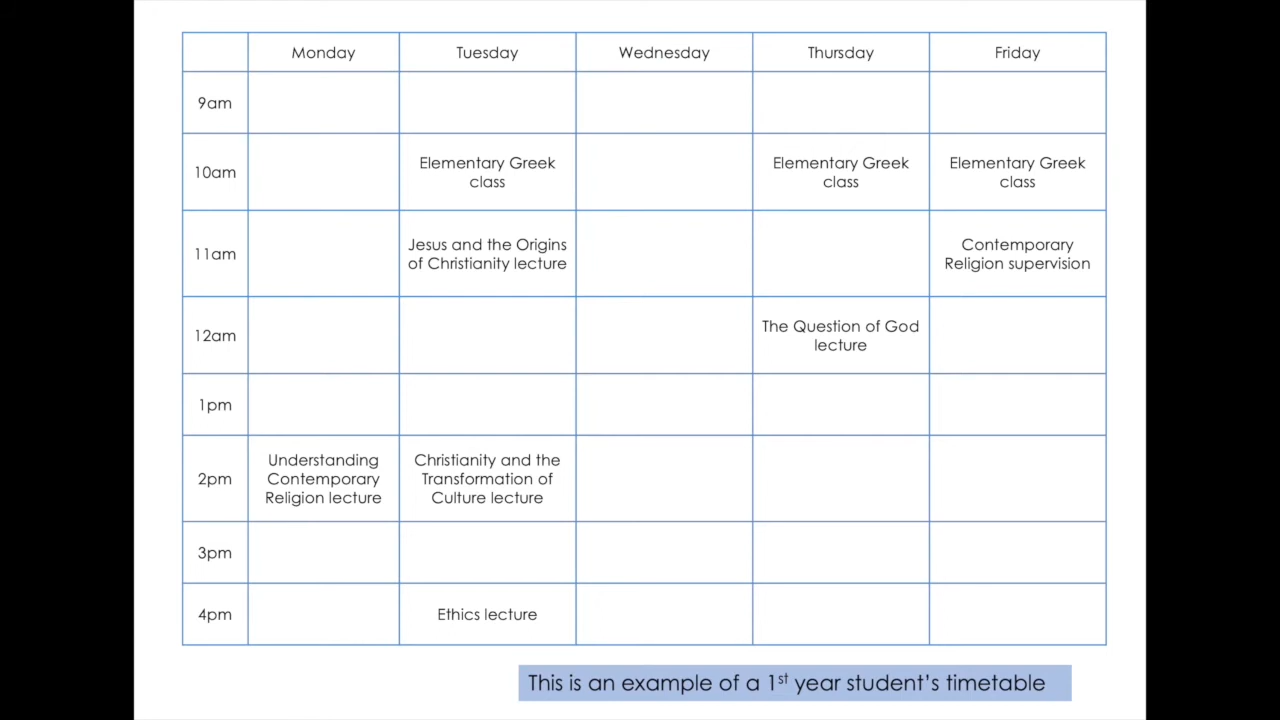 Monday Tuesday Wednesday Thursday Friday
9am
10am
Elementary Greek
class
Elementary Greek
class
Elementary Greek
class
11am
Jesus and the Origins
of Christianity lecture
Contemporary
Religion supervision
12am
The Question of God
lecture
1pm
2pm
Understanding
Contemporary
Religion lecture
Christianity and the
Transformation of
Culture lecture
3pm
4pm
Ethics lecture
This is an example of a 1st year student’s timetable